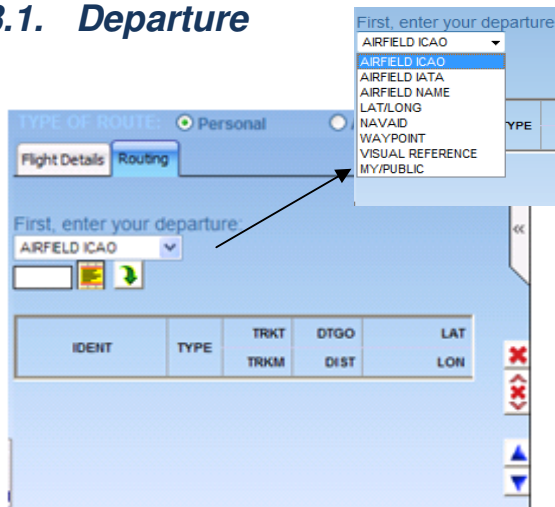 3.1. Departure
First, enter your departure
AIRFIELD ICAO
AIRFIELD ICAO
AIRFIELD IATA
AIRFIELD NAME
LAT/LONG
NAVAID
WAYPOINT
VISUAL REFERENCE
MY/PUBLIC
YPE
TYPE OF ROUTE: Personal
Flight Details Routing
First, enter your departure:
AIRFIELD ICAO
IDENT TYPE TRKT DTGO LAT
TRKM DIST LON